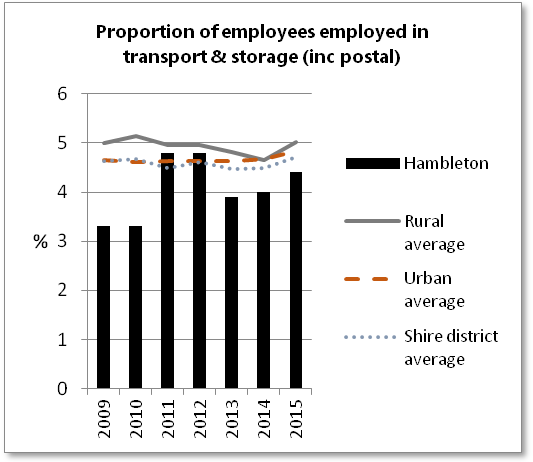 Proportion of employees employed in
transport & storage (inc postal)
6
5
4
3
2
1
0
%
2009
2010
2011
2012
2013
2014
2015
Hambleton
Rural
average
Urban
average
Shire district
average